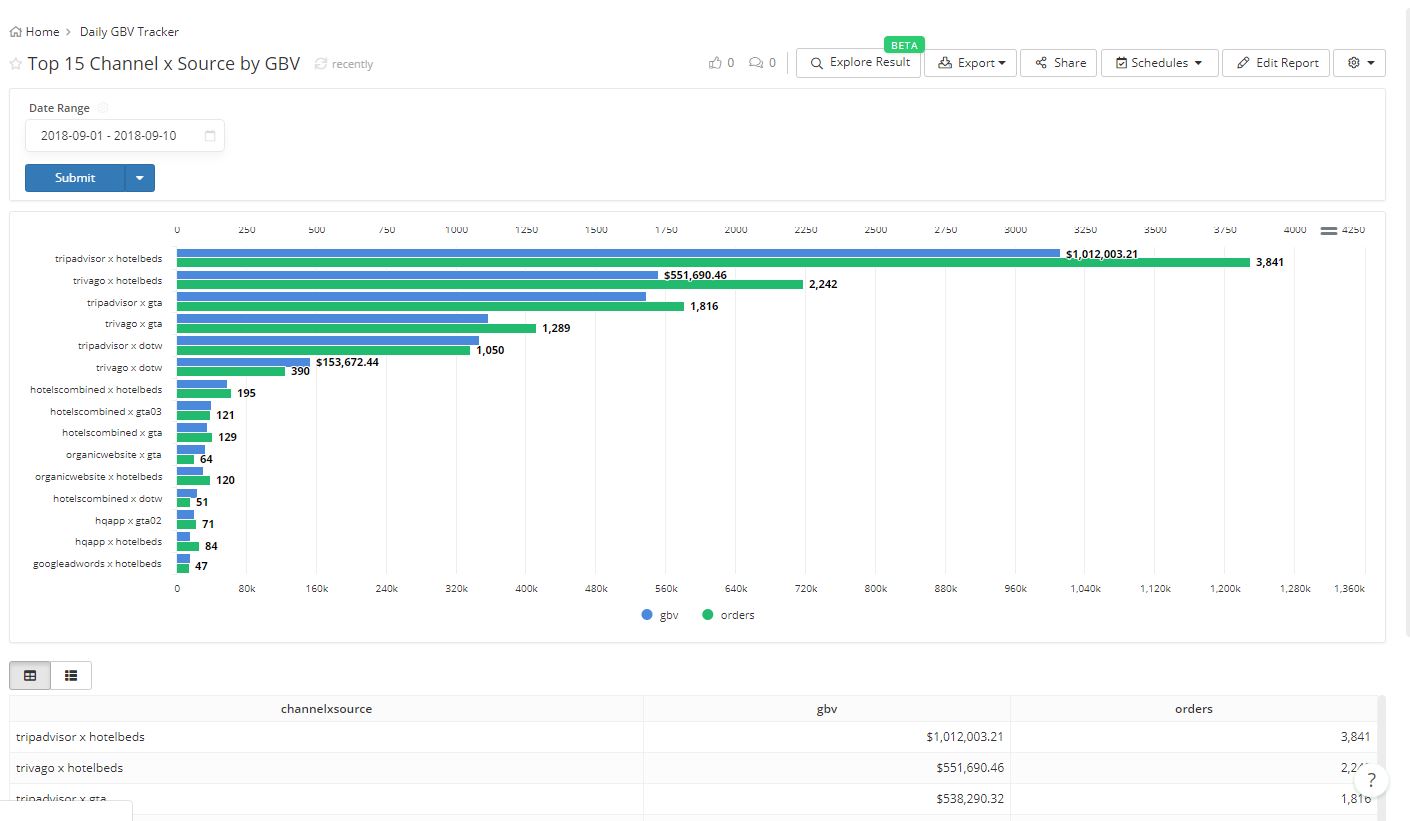 Home > Daily GBV Tracker
Top 15 Channel x Source by GBV recently 0 0 BETA Explore Result Export Share Schedules Edit Report
Date Range
2018-09-01 - 2018-09-10
Submit
0 250 500 750 1000 1250 1500 1750 2000 2250 2500 2750 3000 3250 3500 3750 4000 4250
tripadvisor x hotelbeds $1,012,003.21 3,841
trivago x hotelbeds $551,690.46 2,242
tripadvisor x gta 1,816
trivago x gta 1,289
tripadvisor x dotw 1,050
trivago x dotw $153,672.44 390
hotelscombined x hotelbeds 195
hotelscombined x gta03 121
hotelscombined x gta 129
organicwebsite x gta 64
organicwebsite x hotelbeds 120
hotelscombined x dotw 51
hqapp x gta02 71
hqapp x hotelbeds 84
googleadwords x hotelbeds 47
0 80k 160k 240k 320k 400k 480k 560k 640k 720k 800k 880k 960k 1,040k 1,120k 1,200k 1,280k 1,360k
gbv orders
channelxsource gbv orders
tripadvisor x hotelbeds $1,012,003.21 3,841
trivago x hotelbeds $551,690.46
tripadvisor x gta $538,290.32 1,816
?